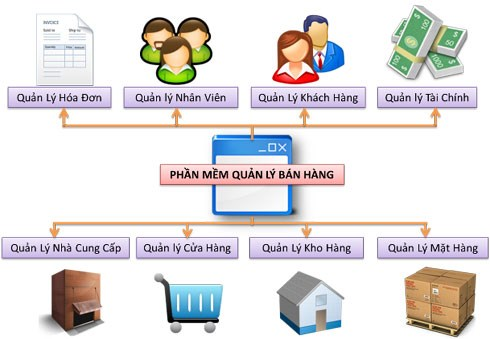 INVOICE
Quản Lý Hóa Đơn
Quản lý Nhân Viên
Quản Lý Khách Hàng
Quản lý Tài Chính
PHẦN MỀM QUẢN LÝ BÁN HÀNG
Quản Lý Nhà Cung Cấp
Quản lý Cửa Hàng
Quản Lý Kho Hàng
Quản Lý Mặt Hàng